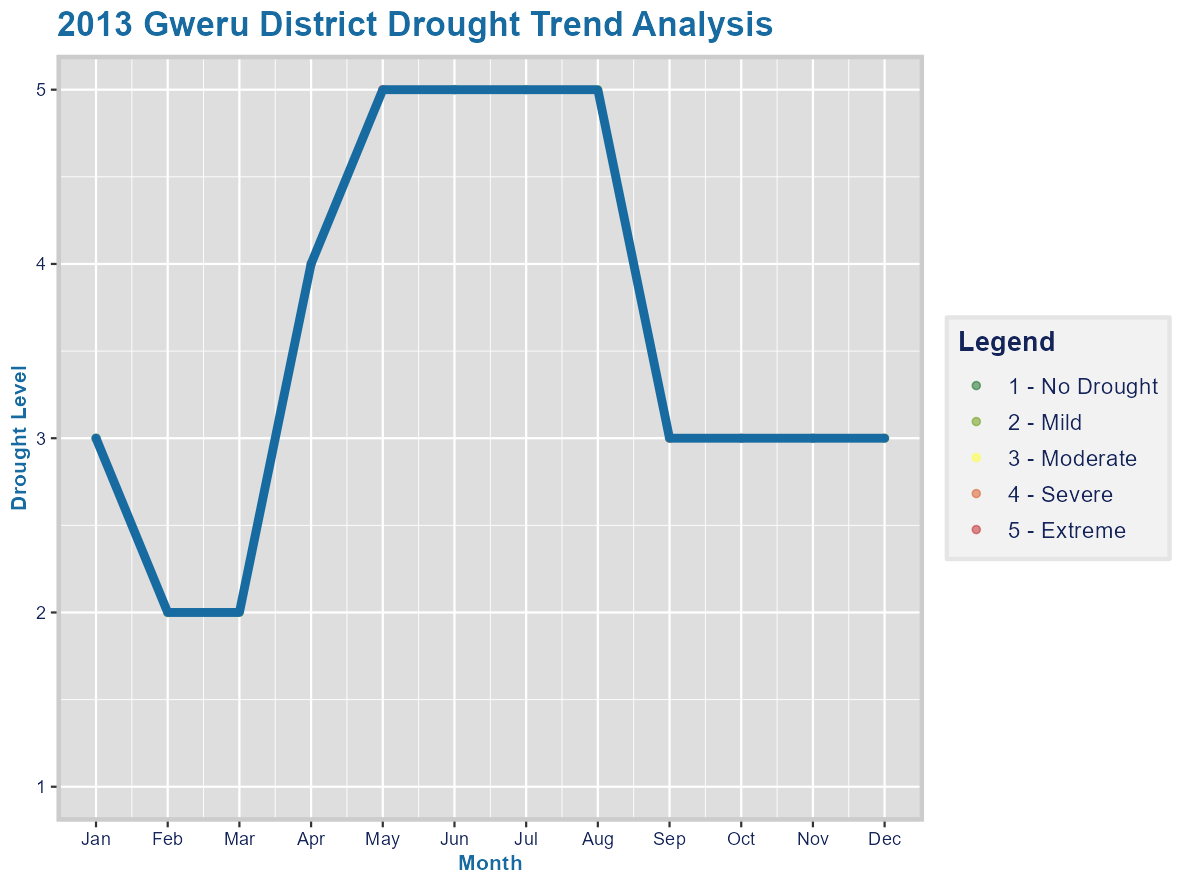 2013 Gweru District Drought Trend Analysis
Drought Level
5
4
3
2
1
Jan Feb Mar Apr May Jun Jul Aug Sep Oct Nov Dec
Month
Legend
1 - No Drought
2 - Mild
3 - Moderate
4 - Severe
5 - Extreme